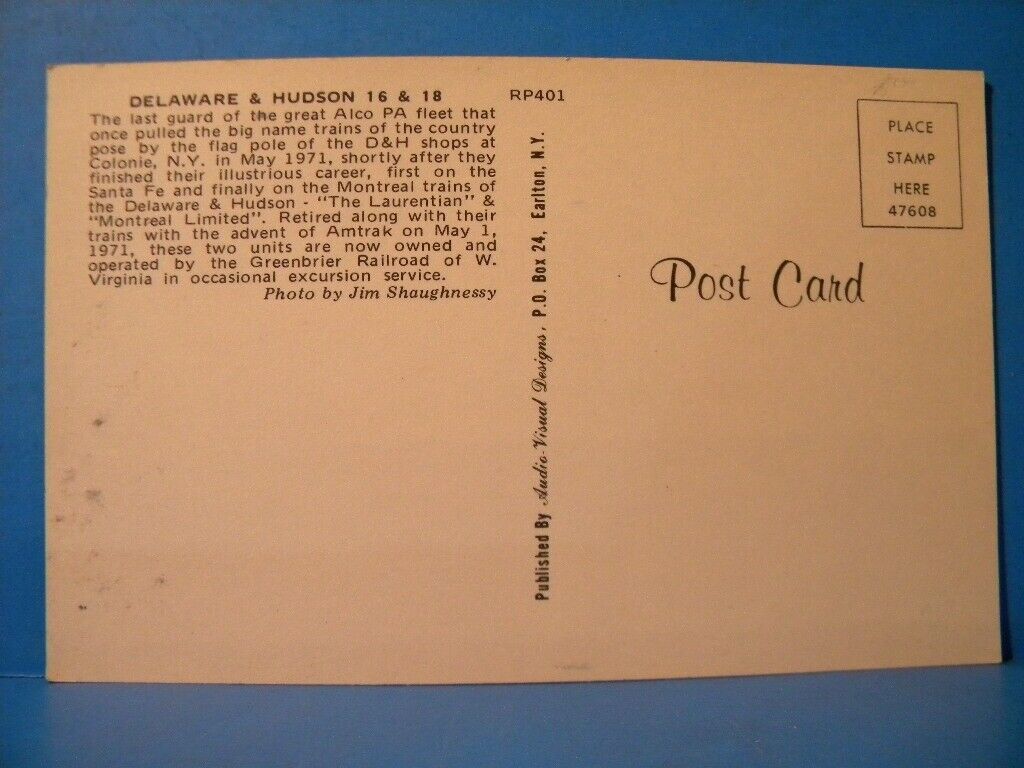 DELAWARE & HUDSON 16 & 18
The last guard of the great Alco PA fleet that
once pulled the big name trains of the country
pose by the flag pole of the D&H shops at
Colonie, N.Y. in May 1971, shortly after they
finished their illustrious career, first on the
Santa Fe and finally on the Montreal trains of
the Delaware & Hudson - "The Laurentian" &
"Montreal Limited". Retired along with their
trains with the advent of Amtrak on May 1,
1971, these two units are now owned and
operated by the Greenbrier Railroad of W.
Virginia in occasional excursion service.
Photo by Jim Shaughnessy
RP401
Published By Audio-Visual Designs, P.O. Box 24, Earlton, N.Y.
PLACE
STAMP
HERE
47608
Post Card